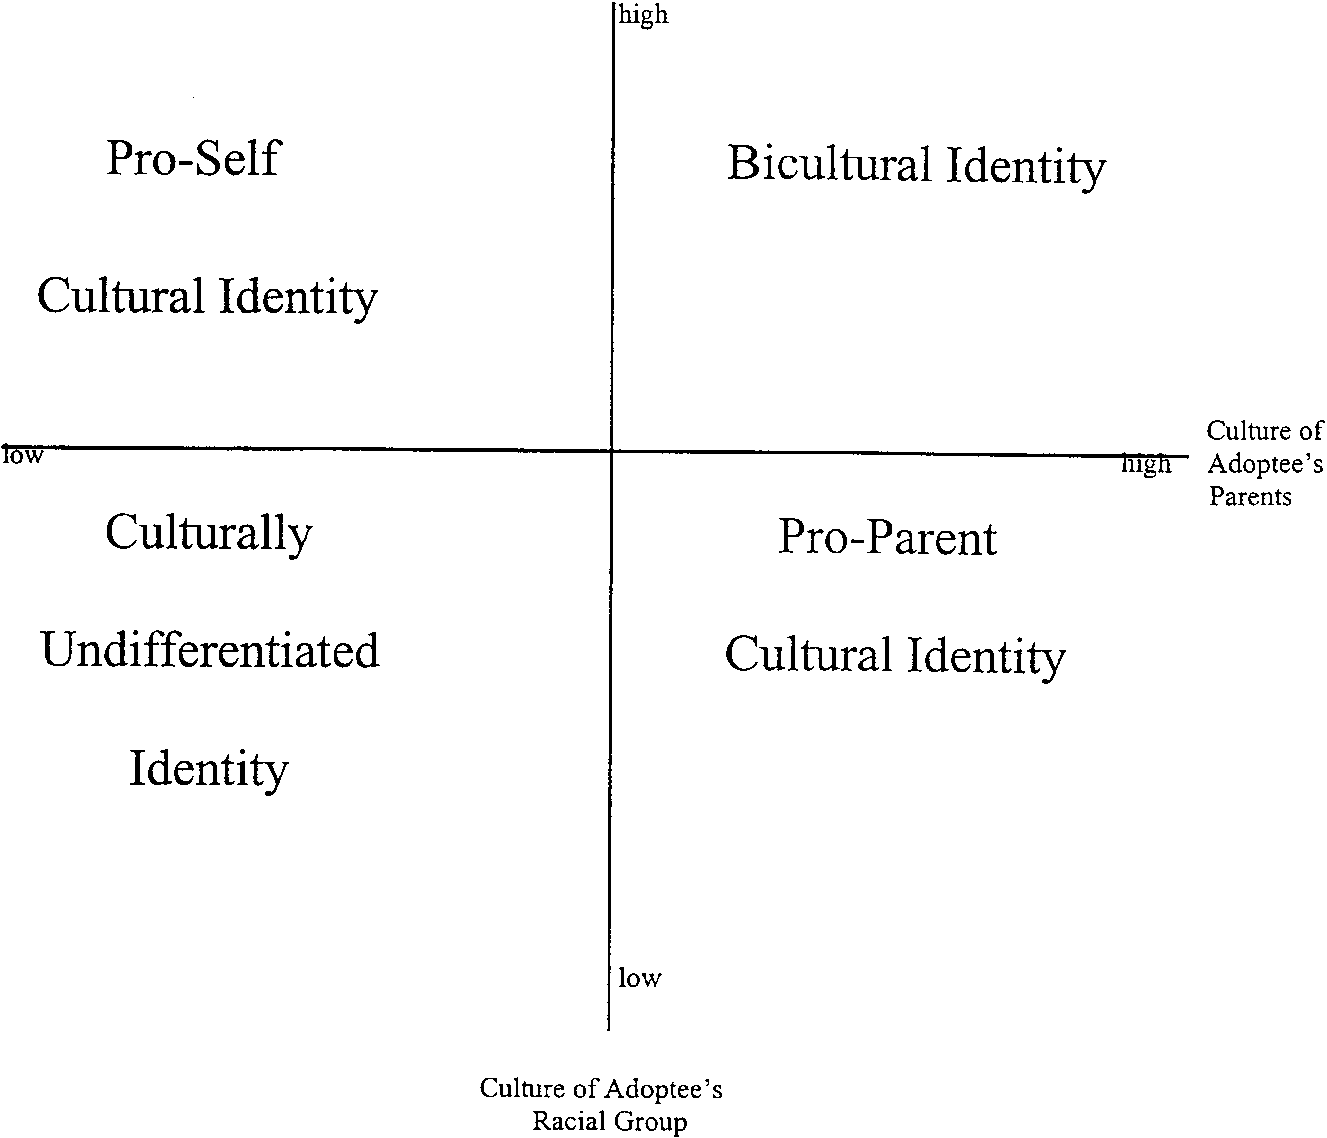 high
Pro-Self
Bicultural Identity
Cultural Identity
low
high
Culture of
Adoptee's
Parents
Culturally
Pro-Parent
Undifferentiated
Cultural Identity
Identity
low
Culture of Adoptee's
Racial Group